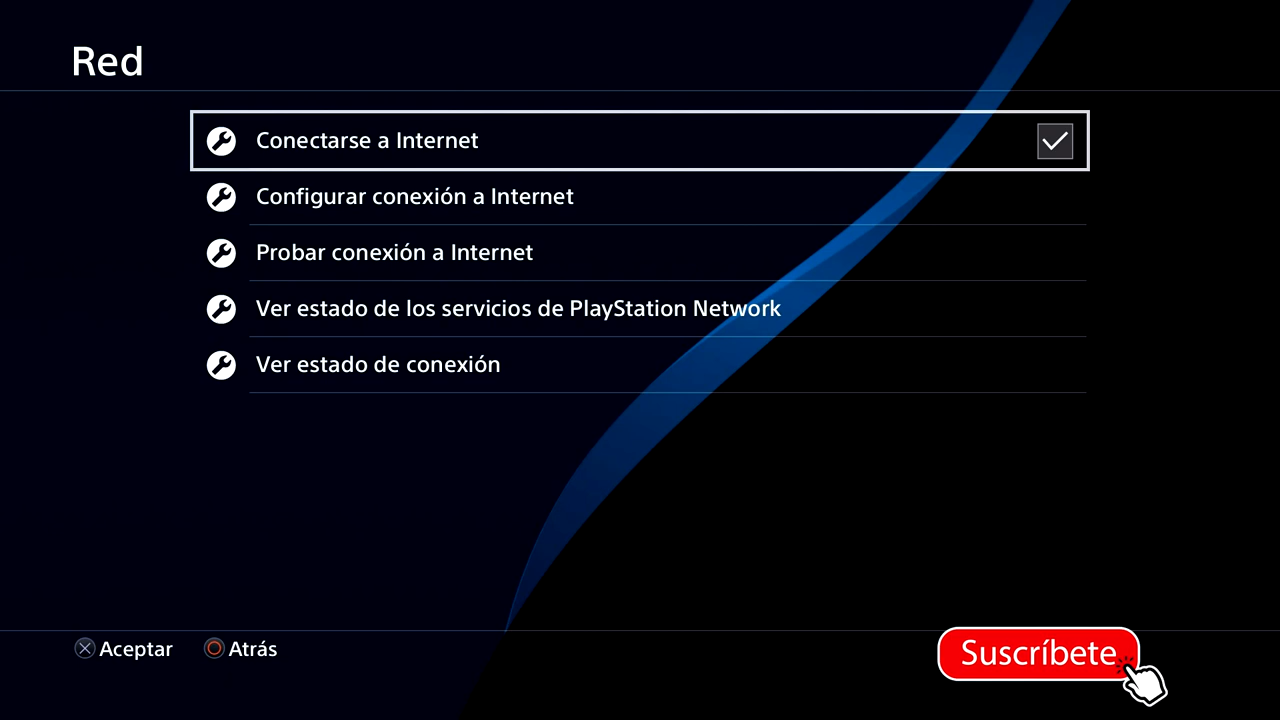 Red
Conectarse a Internet
Configurar conexión a Internet
Probar conexión a Internet
Ver estado de los servicios de PlayStation Network
Ver estado de conexión
Aceptar Atrás
Suscríbete